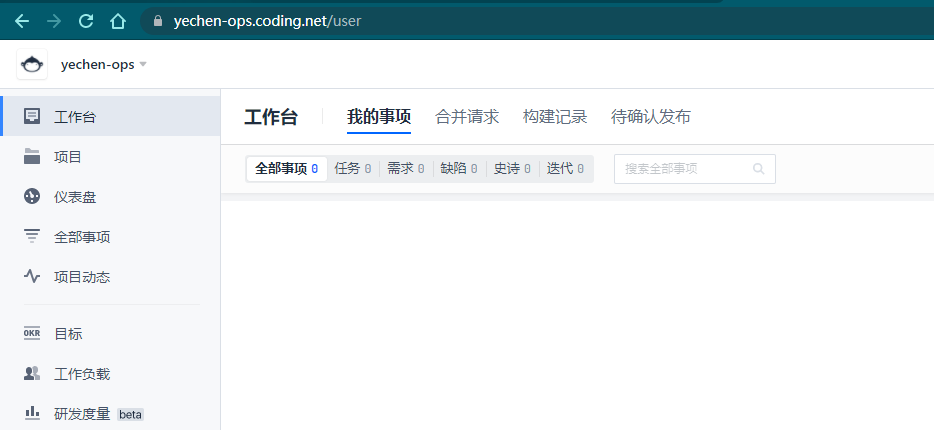 yechen-ops.coding.net/user
yechen-ops
工作台
项目
仪表盘
全部事项
项目动态
OKR 目标
工作负载
研发度量 beta
工作台 我的事项 合并请求 构建记录 待确认发布
全部事项 0 任务 0 需求 0 缺陷 0 史诗 0 迭代 0 搜索全部事项